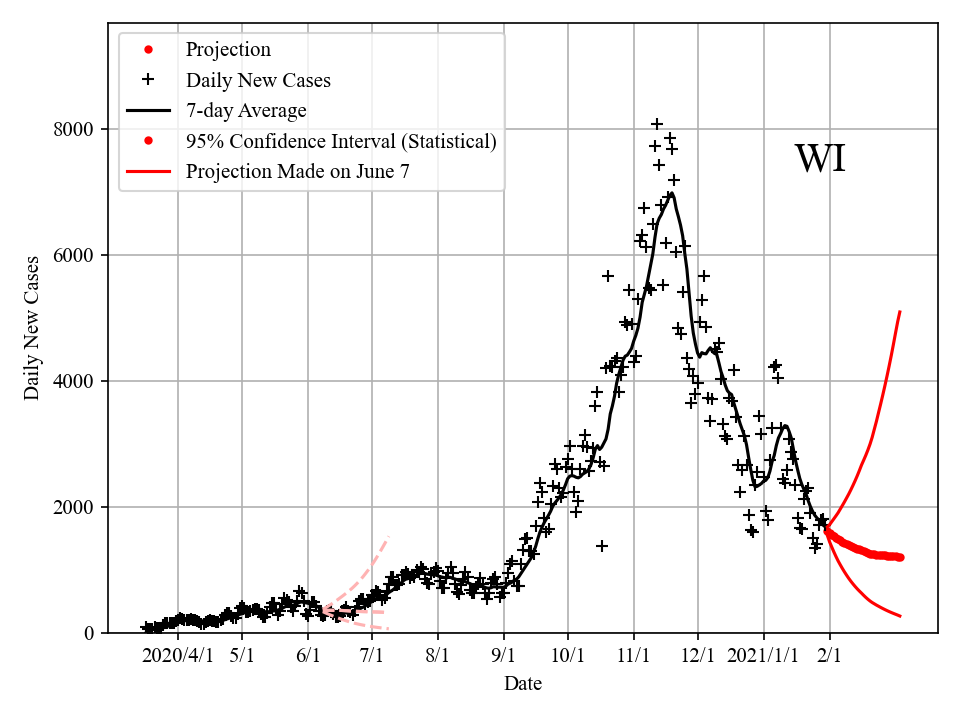 Projection
Daily New Cases
7-day Average
95% Confidence Interval (Statistical)
Projection Made on June 7
WI
Daily New Cases
8000
6000
4000
2000
0
2020/4/1 5/1 6/1 7/1 8/1 9/1 10/1 11/1 12/1 2021/1/1 2/1
Date